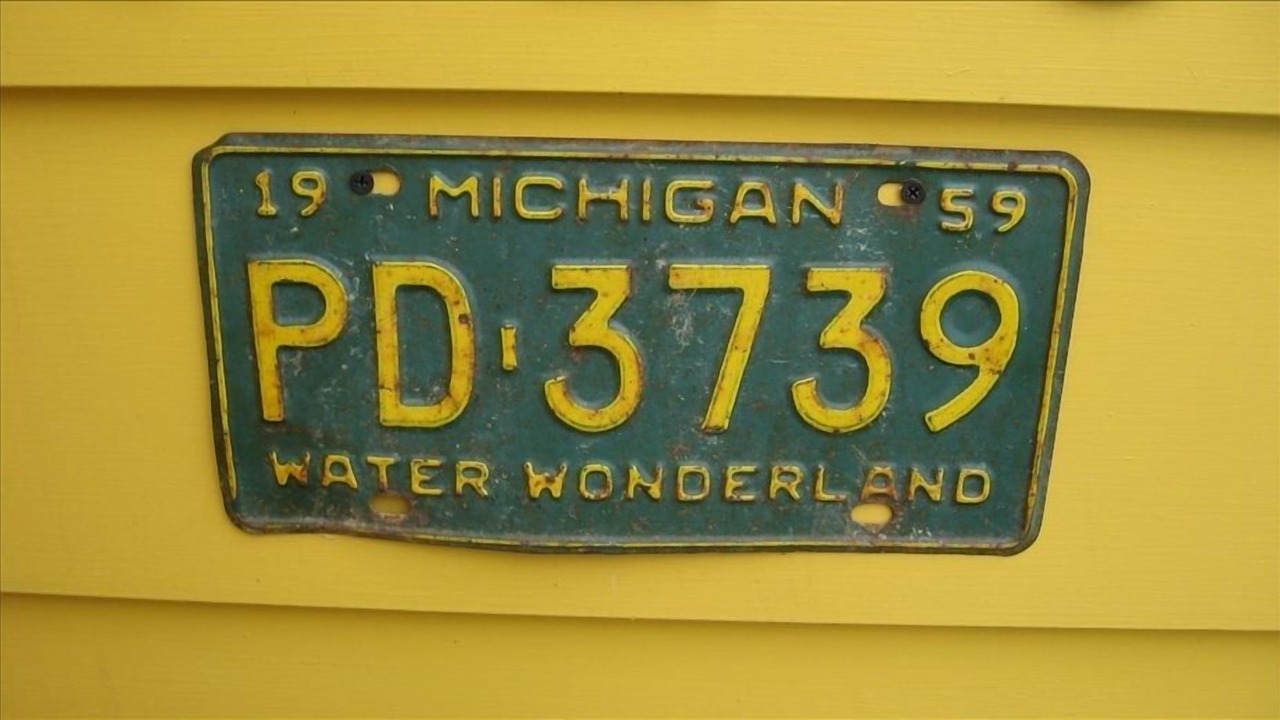 19 MICHIGAN 59
PD-3739
WATER WONDERLAND